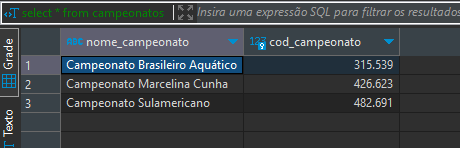 select * from campeonatos Insira uma expressão SQL para filtrar os resultados
Grade
Texto
ABC nome_campeonato 123 cod_campeonato
1 Campeonato Brasileiro Aquático 315.539
2 Campeonato Marcelina Cunha 426.623
3 Campeonato Sulamericano 482.691